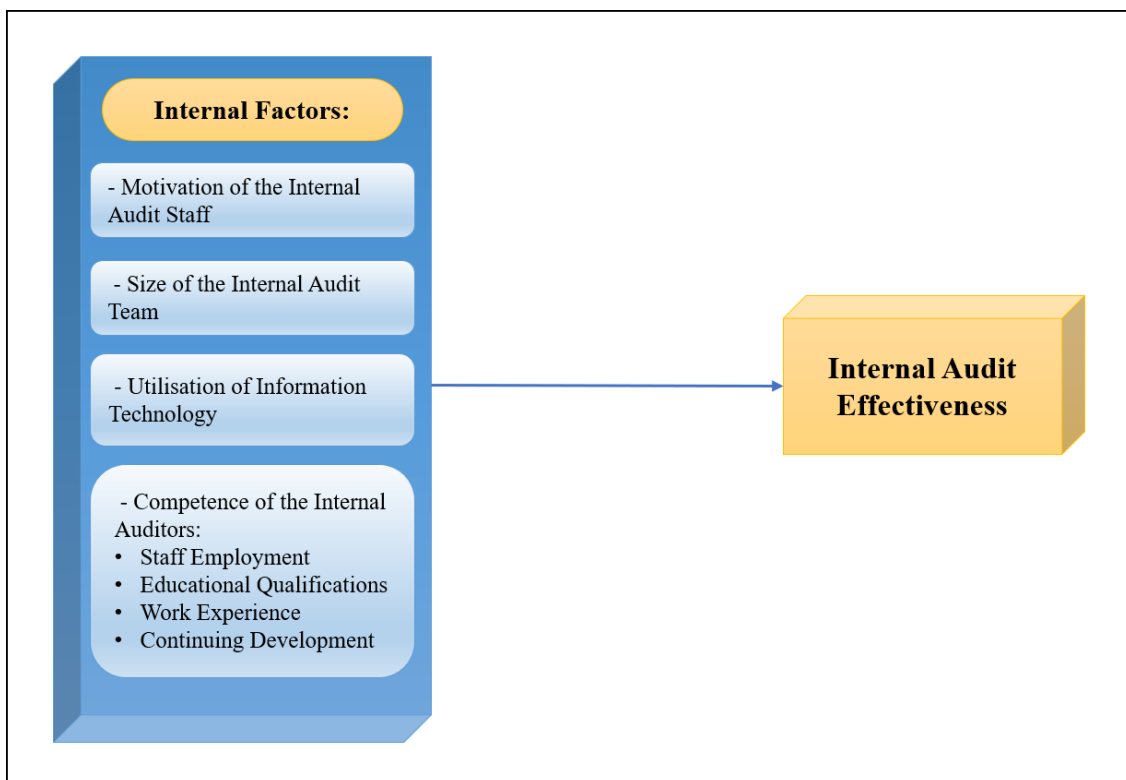 Internal Factors:
- Motivation of the Internal
Audit Staff
- Size of the Internal Audit
Team
- Utilisation of Information
Technology
- Competence of the Internal
Auditors:
• Staff Employment
• Educational Qualifications
• Work Experience
• Continuing Development
Internal Audit
Effectiveness